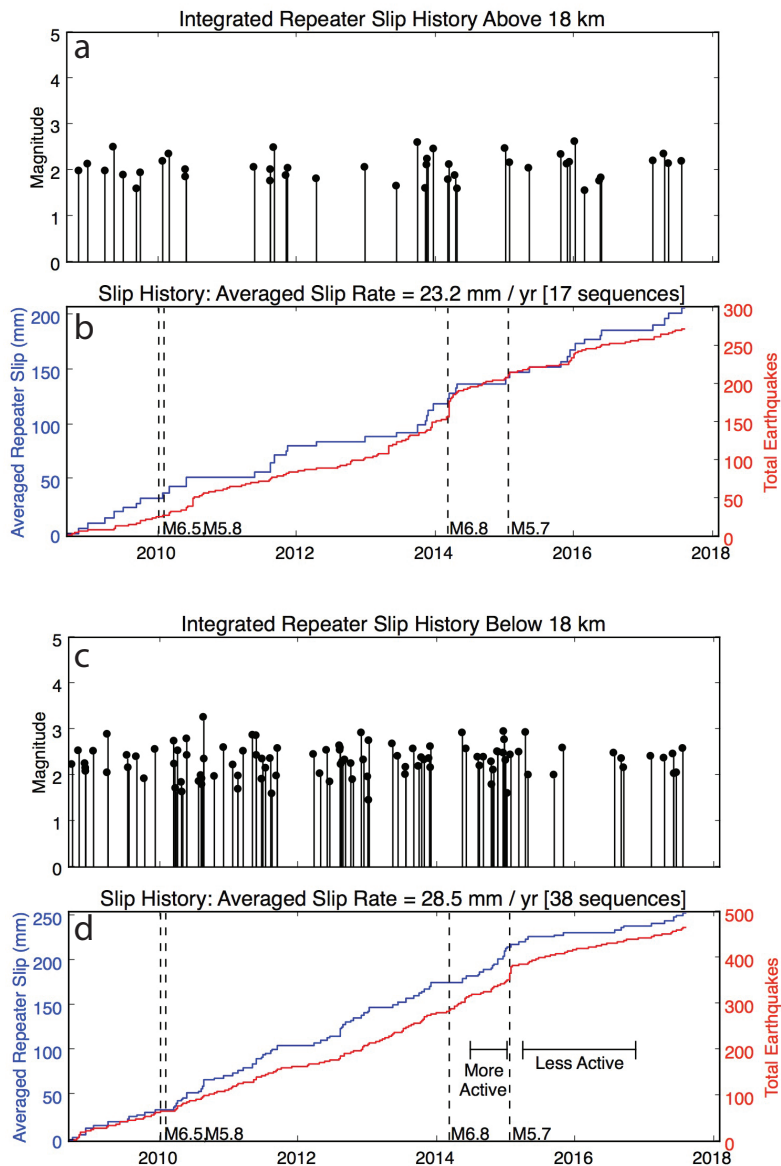 Integrated Repeater Slip History Above 18 km
a
5
4
3
2
1
0
Magnitude
Slip History: Averaged Slip Rate = 23.2 mm / yr [17 sequences]
b
200
150
100
50
0
Averaged Repeater Slip (mm)
300
250
200
150
100
50
0
Total Earthquakes
M6.5,M5.8
M6.8
M5.7
2010
2012
2014
2016
2018
Integrated Repeater Slip History Below 18 km
c
5
4
3
2
1
0
Magnitude
Slip History: Averaged Slip Rate = 28.5 mm / yr [38 sequences]
d
250
200
150
100
50
0
Averaged Repeater Slip (mm)
500
400
300
200
100
0
Total Earthquakes
More
Active
Less Active
M6.5,M5.8
M6.8
M5.7
2010
2012
2014
2016
2018